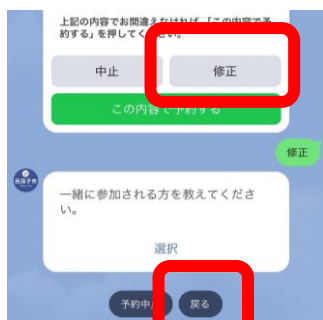 上記の内容でお間違えなければ、「この内容で予
約する」を押してください。
中止
修正
この内容で予約する
修正
一緒に参加される方を教えてくださ
い。
選択
予約中
戻る